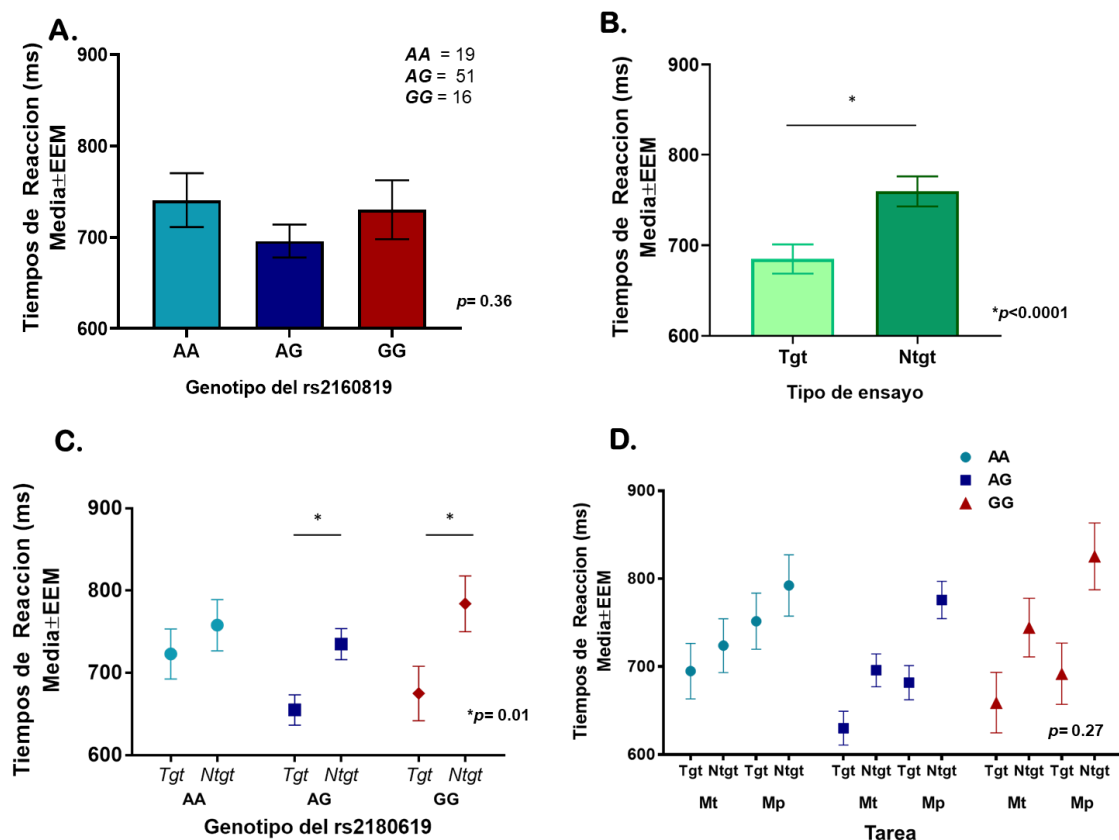 A.
AA = 19
AG = 51
GG = 16
Tiempos de Reaccion (ms)
Media±EEM
900
800
700
600
AA AG GG
p= 0.36
Genotipo del rs2160819
B.
Tiempos de Reaccion (ms)
Media±EEM
900
800
700
600
*
Tgt Ntgt
*p<0.0001
Tipo de ensayo
C.
Tiempos de Reaccion (ms)
Media±EEM
900
800
700
600
* *
*p= 0.01
Tgt Ntgt Tgt Ntgt Tgt Ntgt
AA AG GG
Genotipo del rs2180619
D.
AA
AG
GG
Tiempos de Reaccion (ms)
Media±EEM
900
800
700
600
p= 0.27
Tgt Ntgt Tgt Ntgt Tgt Ntgt Tgt Ntgt Tgt Ntgt Tgt Ntgt
Mt Mp Mt Mp Mt Mp
Tarea